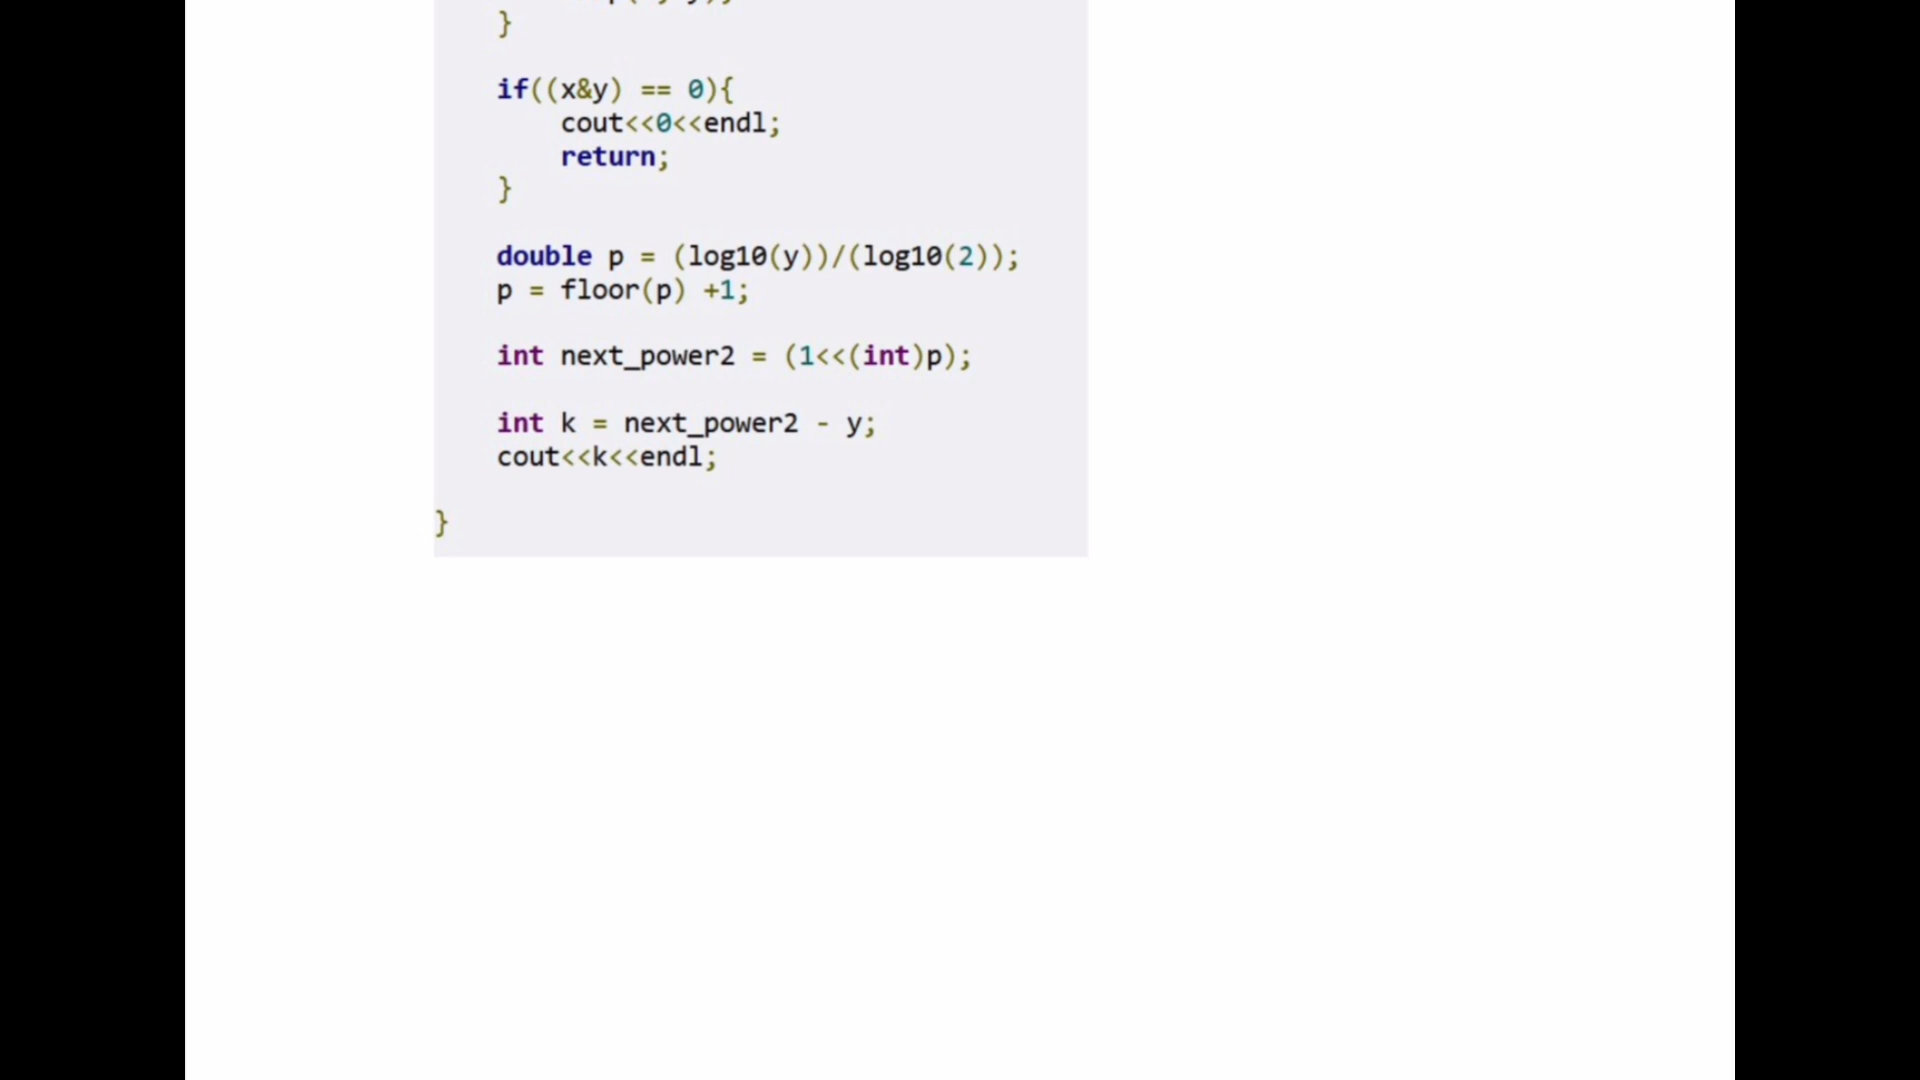 }
if((x&y) == 0){
cout<<0<<endl;
return;
}
double p = (log10(y))/(log10(2));
p = floor(p) +1;
int next_power2 = (1<<(int)p);
int k = next_power2 - y;
cout<<k<<endl;
}